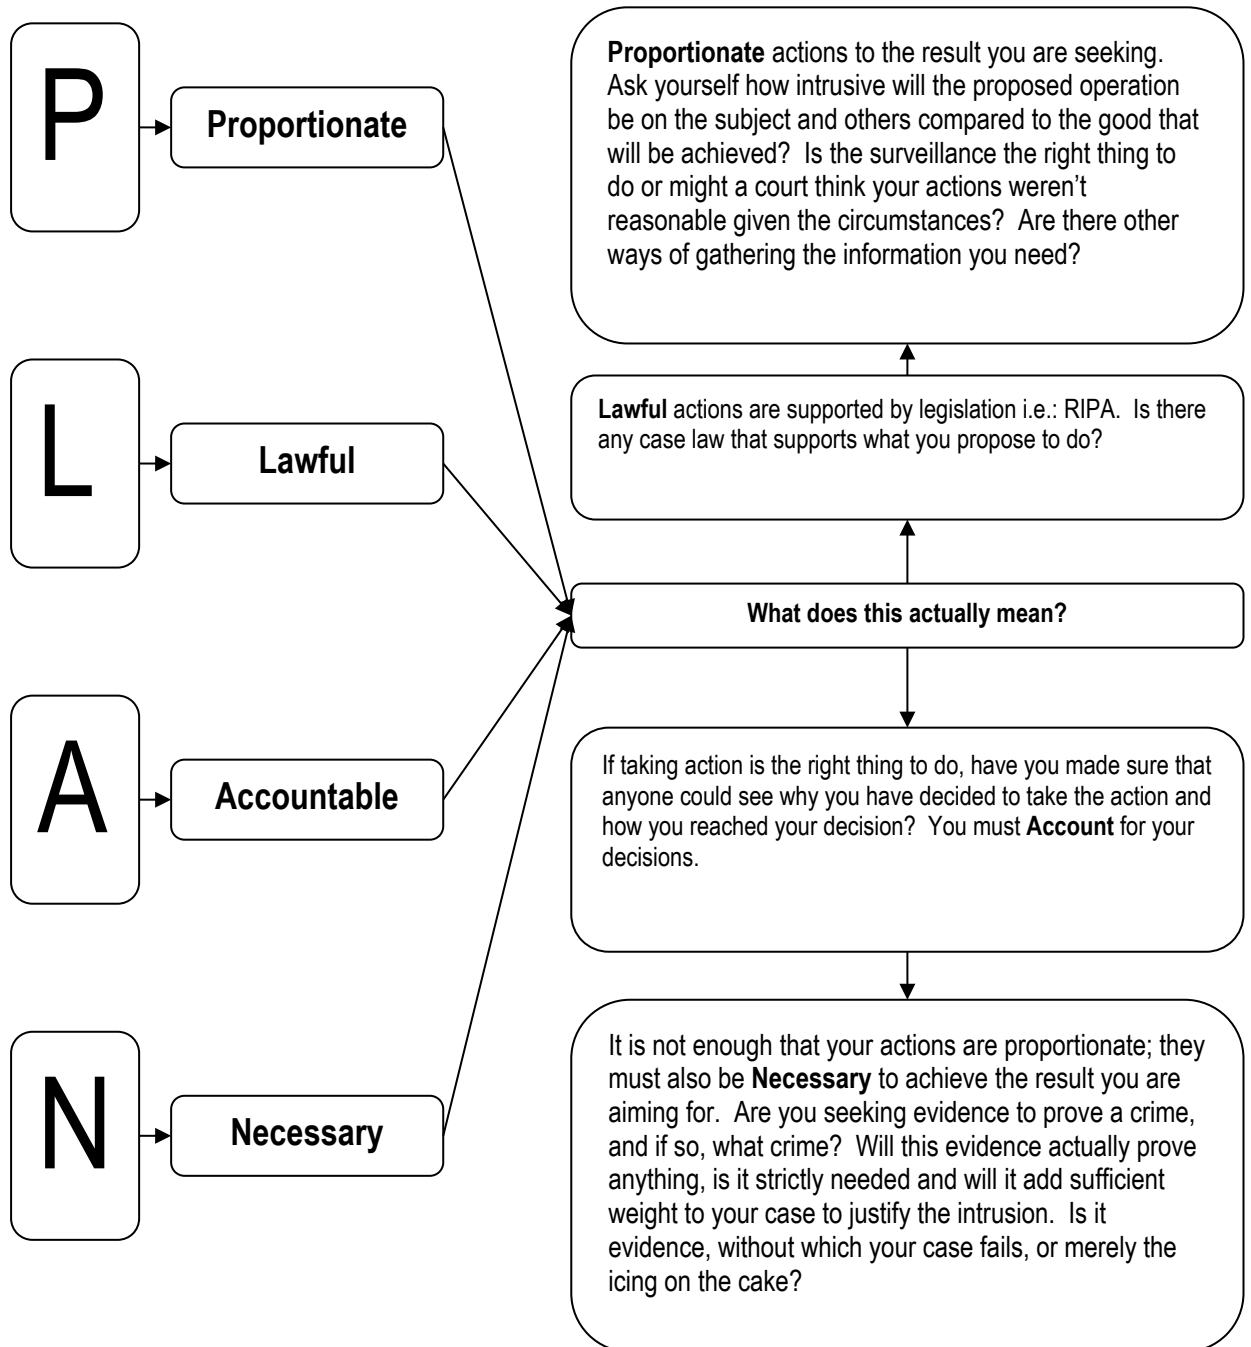 P
Proportionate
L
Lawful
A
Accountable
N
Necessary
Proportionate actions to the result you are seeking.
Ask yourself how intrusive will the proposed operation
be on the subject and others compared to the good that
will be achieved?  Is the surveillance the right thing to
do or might a court think your actions weren’t
reasonable given the circumstances?  Are there other
ways of gathering the information you need?
Lawful actions are supported by legislation i.e.: RIPA.  Is there
any case law that supports what you propose to do?
What does this actually mean?
If taking action is the right thing to do, have you made sure that
anyone could see why you have decided to take the action and
how you reached your decision?  You must Account for your
decisions.
It is not enough that your actions are proportionate; they
must also be Necessary to achieve the result you are
aiming for.  Are you seeking evidence to prove a crime,
and if so, what crime?  Will this evidence actually prove
anything, is it strictly needed and will it add sufficient
weight to your case to justify the intrusion.  Is it
evidence, without which your case fails, or merely the
icing on the cake?